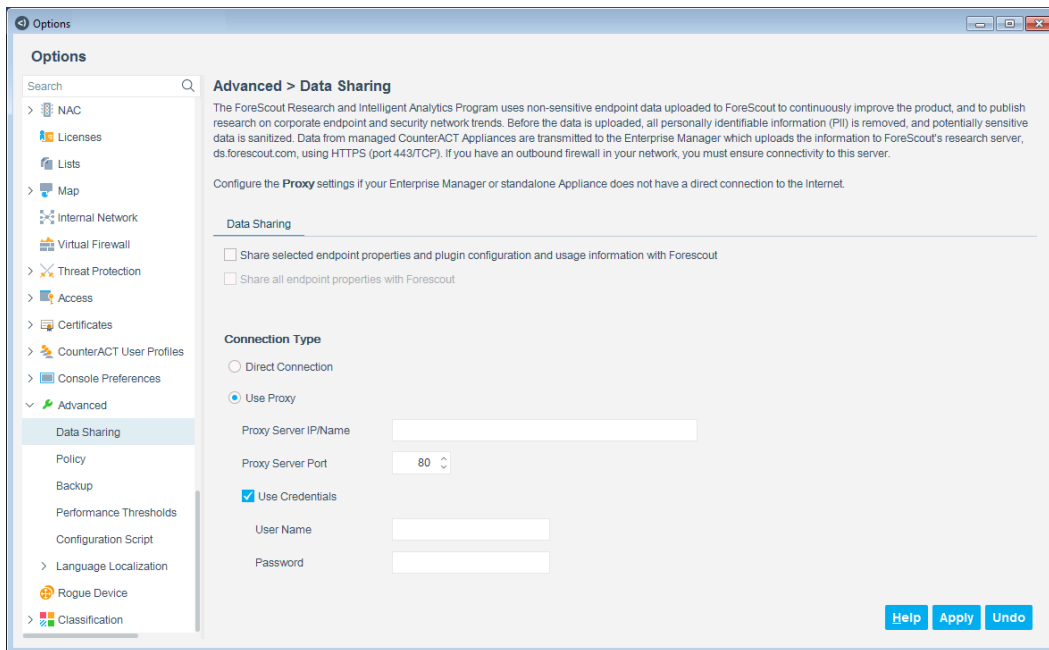 Options
Options
Search
NAC
Licenses
Lists
Map
Internal Network
Virtual Firewall
Threat Protection
Access
Certificates
CounterACT User Profiles
Console Preferences
Advanced
Data Sharing
Policy
Backup
Performance Thresholds
Configuration Script
Language Localization
Rogue Device
Classification
Advanced > Data Sharing
The ForeScout Research and Intelligent Analytics Program uses non-sensitive endpoint data uploaded to ForeScout to continuously improve the product, and to publish
research on corporate endpoint and security network trends. Before the data is uploaded, all personally identifiable information (PII) is removed, and potentially sensitive
data is sanitized. Data from managed CounterACT Appliances are transmitted to the Enterprise Manager which uploads the information to ForeScout's research server,
ds.forescout.com, using HTTPS (port 443/TCP). If you have an outbound firewall in your network, you must ensure connectivity to this server.
Configure the Proxy settings if your Enterprise Manager or standalone Appliance does not have a direct connection to the Internet.
Data Sharing
Share selected endpoint properties and plugin configuration and usage information with Forescout
Share all endpoint properties with Forescout
Connection Type
Direct Connection
Use Proxy
Proxy Server IP/Name
Proxy Server Port 80
Use Credentials
User Name
Password
Help Apply Undo